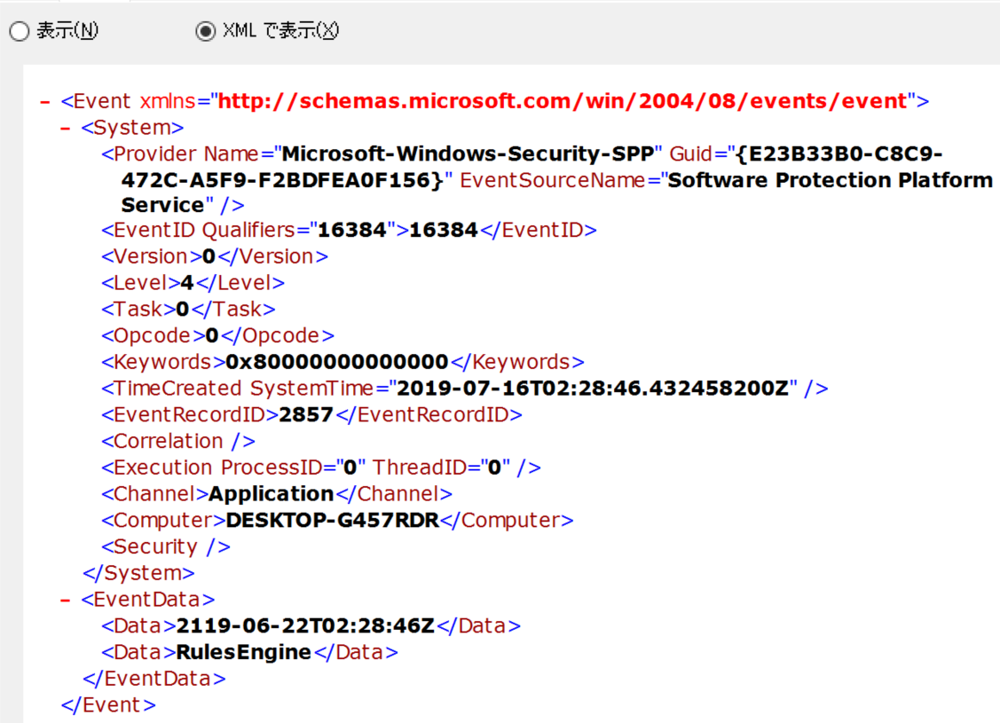 表示(N) XML で表示(X)
- <Event xmlns="http://schemas.microsoft.com/win/2004/08/events/event">
- <System>
<Provider Name="Microsoft-Windows-Security-SPP" Guid="{E23B33B0-C8C9-
472C-A5F9-F2BDFEA0F156}" EventSourceName="Software Protection Platform
Service" />
<EventID Qualifiers="16384">16384</EventID>
<Version>0</Version>
<Level>4</Level>
<Task>0</Task>
<Opcode>0</Opcode>
<Keywords>0x80000000000000</Keywords>
<TimeCreated SystemTime="2019-07-16T02:28:46.432458200Z" />
<EventRecordID>2857</EventRecordID>
<Correlation />
<Execution ProcessID="0" ThreadID="0" />
<Channel>Application</Channel>
<Computer>DESKTOP-G457RDR</Computer>
<Security />
</System>
- <EventData>
<Data>2119-06-22T02:28:46Z</Data>
<Data>RulesEngine</Data>
</EventData>
</Event>